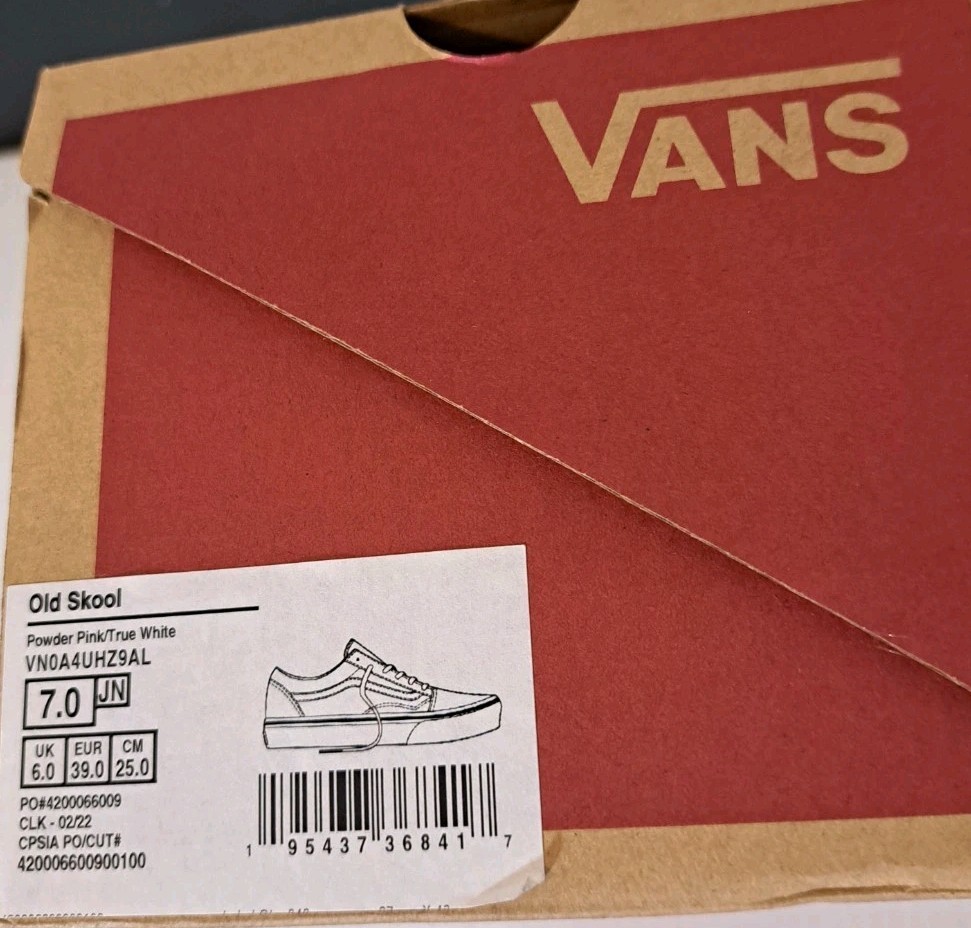 VANS
Old Skool
Powder Pink/True White
VN0A4UHZ9AL
7.0 JN
UK EUR CM
6.0 39.0 25.0
PO#4200066009
CLK - 02/22
CPSIA PO/CUT#
420006600900100
1 95437 36841 7